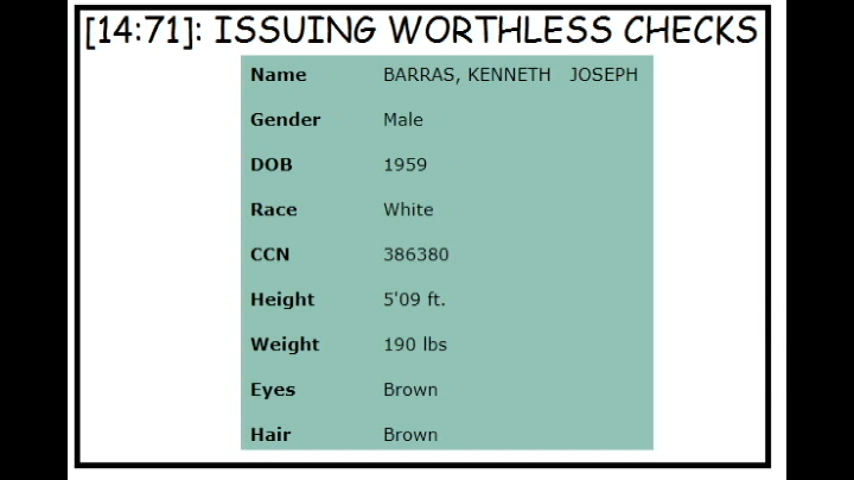 [14:71]: ISSUING WORTHLESS CHECKS
Name BARRAS, KENNETH JOSEPH
Gender Male
DOB 1959
Race White
CCN 386380
Height 5'09 ft.
Weight 190 lbs
Eyes Brown
Hair Brown